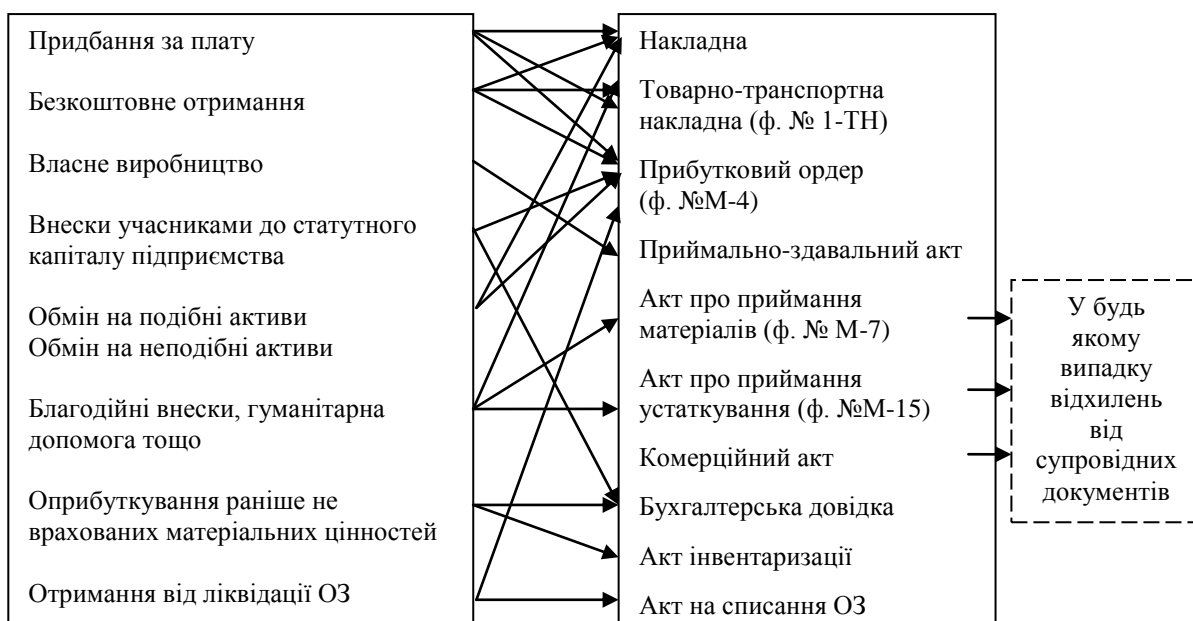 Придбання за плату
Безкоштовне отримання
Власне виробництво
Внески учасниками до статутного
капіталу підприємства
Обмін на подібні активи
Обмін на неподібні активи
Благодійні внески, гуманітарна
допомога тощо
Оприбуткування раніше не
врахованих матеріальних цінностей
Отримання від ліквідації ОЗ
Накладна
Товарно-транспортна
накладна (ф. № 1-ТН)
Прибутковий ордер
(ф. №М-4)
Приймально-здавальний акт
Акт про приймання
матеріалів (ф. № М-7)
Акт про приймання
устаткування (ф. №М-15)
Комерційний акт
Бухгалтерська довідка
Акт інвентаризації
Акт на списання ОЗ
У будь
якому
випадку
відхилень
від
супровідних
документів